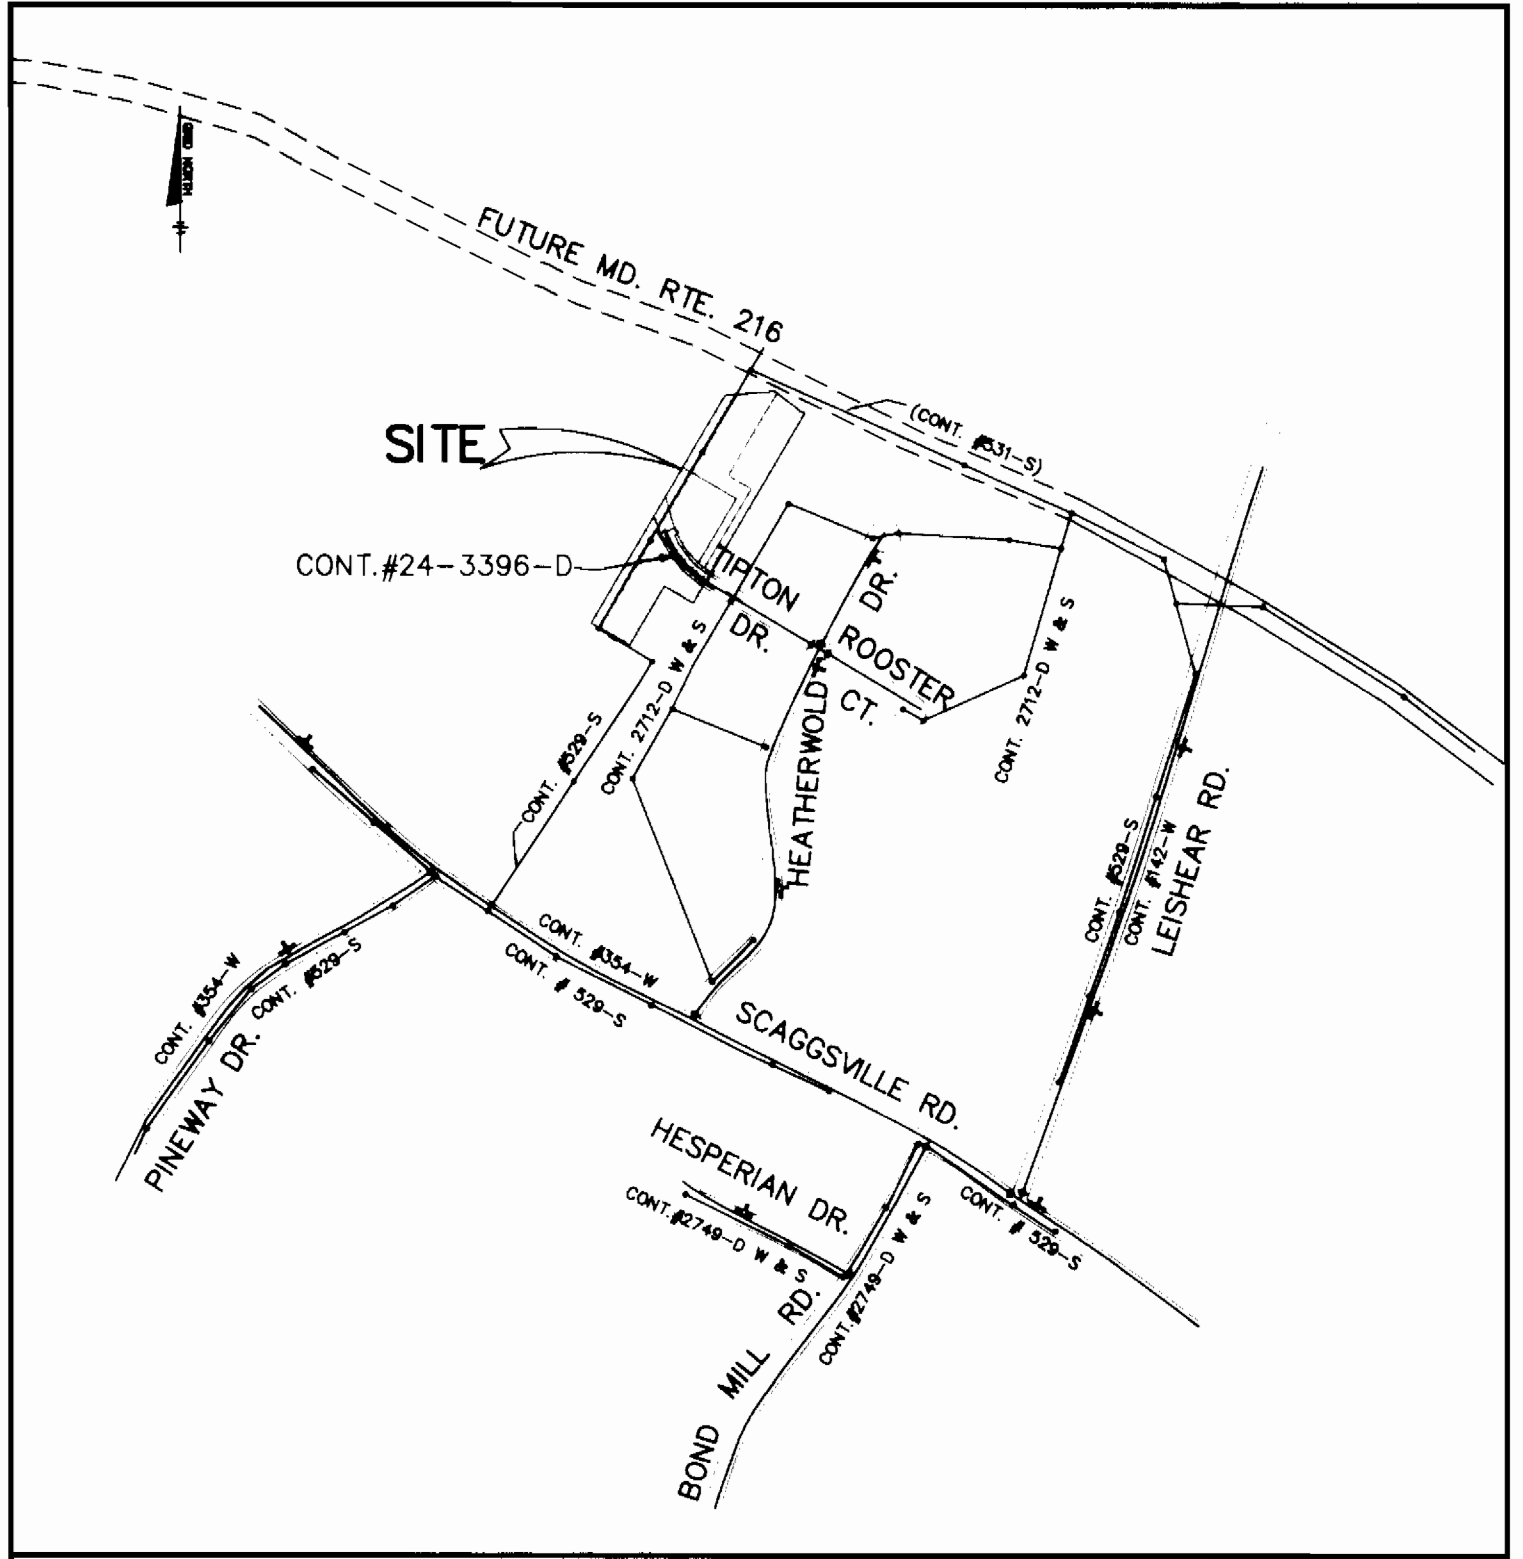 GRID NORTH
FUTURE MD. RTE. 216
(CONT. #531-S)
SITE
CONT.#24-3396-D
TIPTON
DR.
DR.
ROOSTER
CT.
HEATHERWOLD
CONT. 2712-D W & S
CONT. 2712-D W & S
CONT. #529-S
CONT. #529-S
CONT. #142-W
LEISHEAR RD.
CONT. #354-W
CONT. # 529-S
CONT. #354-W
CONT. #529-S
PINEWAY DR.
SCAGGSVILLE RD.
HESPERIAN DR.
CONT.#2749-D W & S
CONT. # 529-S
CONT.#2749-D W & S
BOND MILL RD.